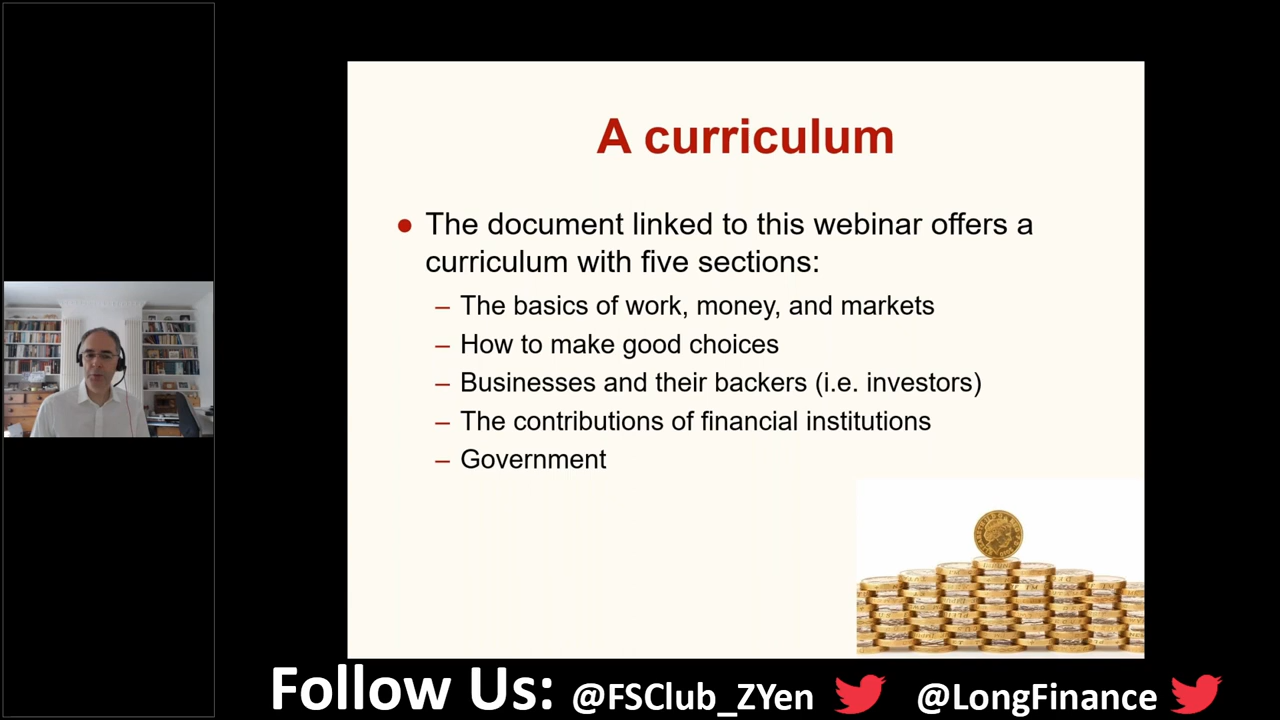 A curriculum
● The document linked to this webinar offers a
curriculum with five sections:
– The basics of work, money, and markets
– How to make good choices
– Businesses and their backers (i.e. investors)
– The contributions of financial institutions
– Government
Follow Us: @FSClub_ZYen @LongFinance